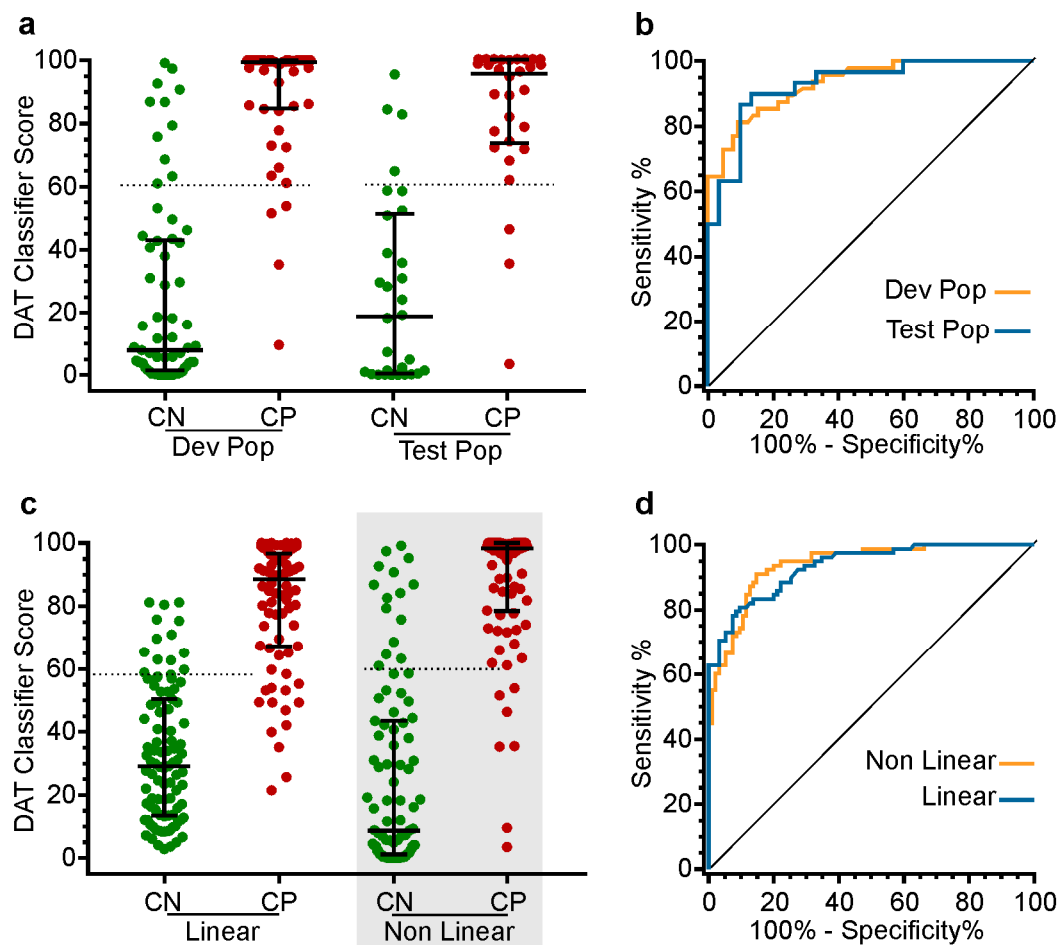 a
DAT Classifier Score
100
80
60
40
20
0
CN
CP
CN
CP
Dev Pop
Test Pop
b
Sensitivity %
100
80
60
40
20
0
Dev Pop
Test Pop
0
20
40
60
80
100
100% - Specificity%
c
DAT Classifier Score
100
80
60
40
20
0
CN
CP
CN
CP
Linear
Non Linear
d
Sensitivity %
100
80
60
40
20
0
Non Linear
Linear
0
20
40
60
80
100
100% - Specificity%